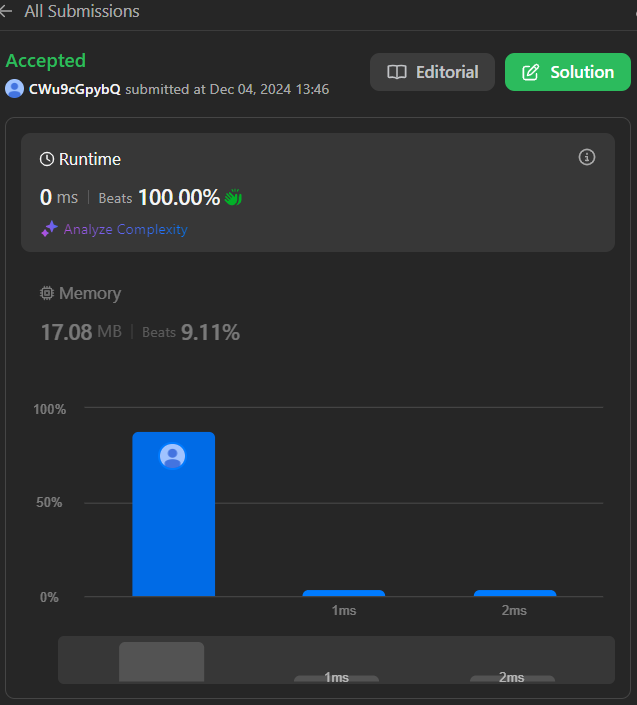 ← All Submissions
Accepted
CWu9cGpybQ submitted at Dec 04, 2024 13:46
Editorial
Solution
Runtime
0 ms | Beats 100.00%
Analyze Complexity
Memory
17.08 MB | Beats 9.11%
100%
50%
0%
1ms 2ms
1ms 2ms